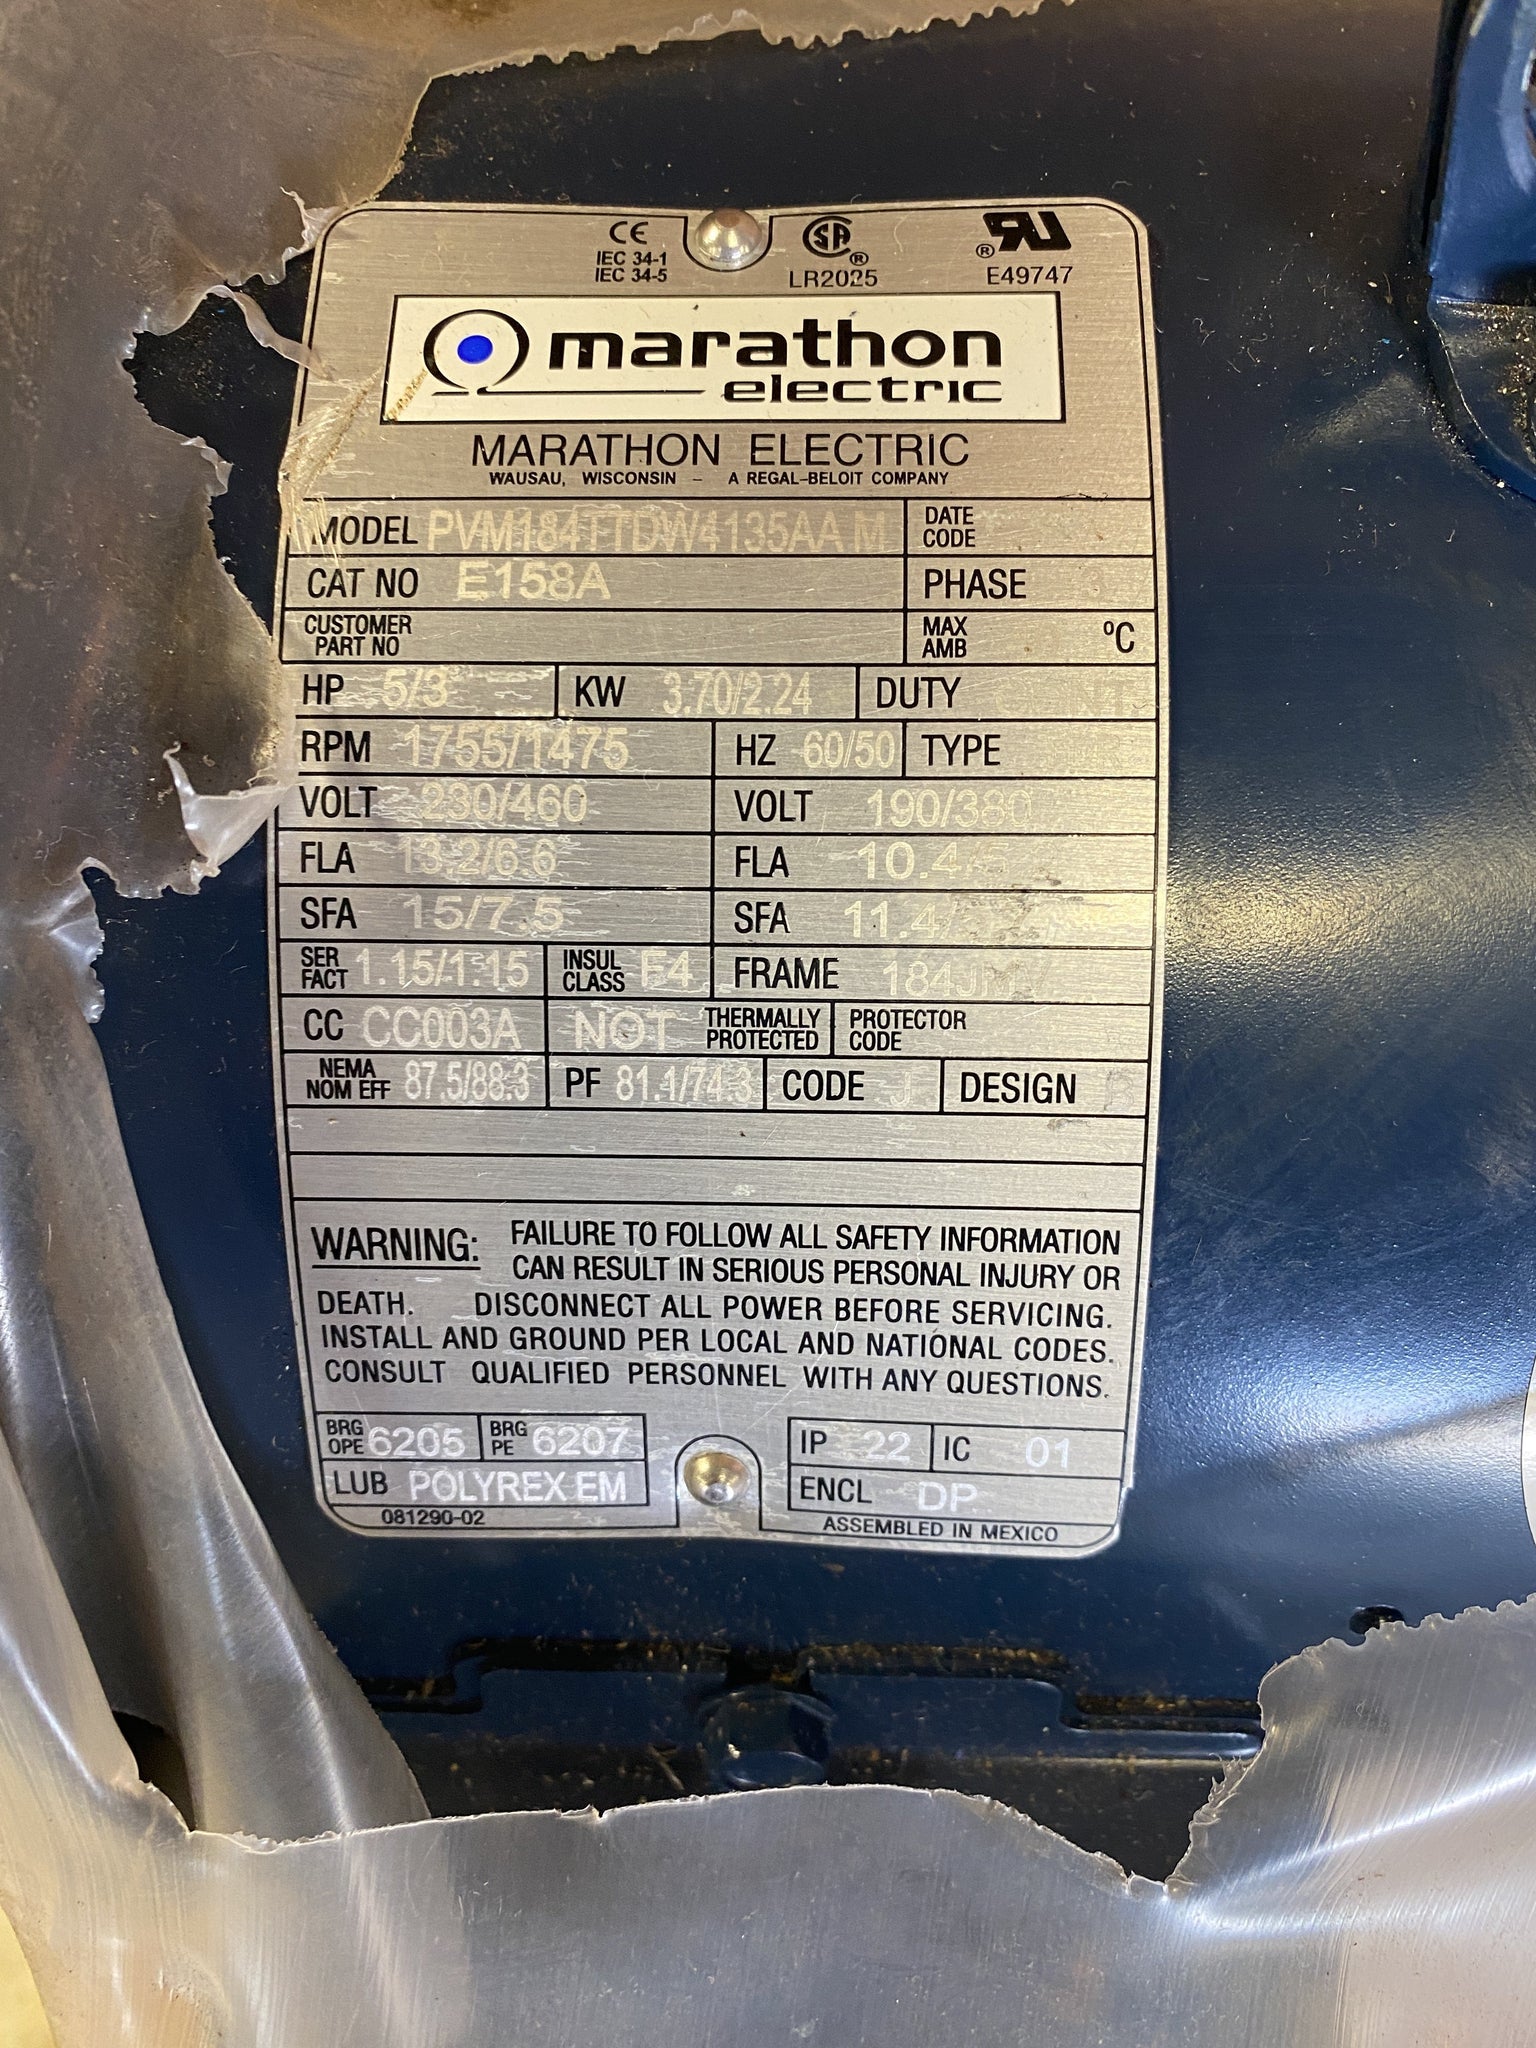 CE
IEC 34-1
IEC 34-5
SA ®
LR2025
® RU
E49747
marathon
electric
MARATHON ELECTRIC
WAUSAU, WISCONSIN - A REGAL-BELOIT COMPANY
MODEL PVM184TTDW4135AA M DATE CODE
CAT NO E158A PHASE 3
CUSTOMER PART NO MAX AMB °C
HP 5/3 KW 3.70/2.24 DUTY
RPM 1755/1475 HZ 60/50 TYPE
VOLT 230/460 VOLT 190/380
FLA 13.2/6.6 FLA 10.4/
SFA 15/7.5 SFA 11.4/
SER FACT 1.15/1.15 INSUL CLASS F4 FRAME 184JM
CC CC003A NOT THERMALLY PROTECTED PROTECTOR CODE
NEMA NOM EFF 87.5/88.3 PF 81.1/74.3 CODE J DESIGN B
WARNING: FAILURE TO FOLLOW ALL SAFETY INFORMATION
CAN RESULT IN SERIOUS PERSONAL INJURY OR
DEATH. DISCONNECT ALL POWER BEFORE SERVICING.
INSTALL AND GROUND PER LOCAL AND NATIONAL CODES.
CONSULT QUALIFIED PERSONNEL WITH ANY QUESTIONS.
BRG OPE 6205 BRG PE 6207 IP 22 IC 01
LUB POLYREX EM ENCL DP
081290-02 ASSEMBLED IN MEXICO